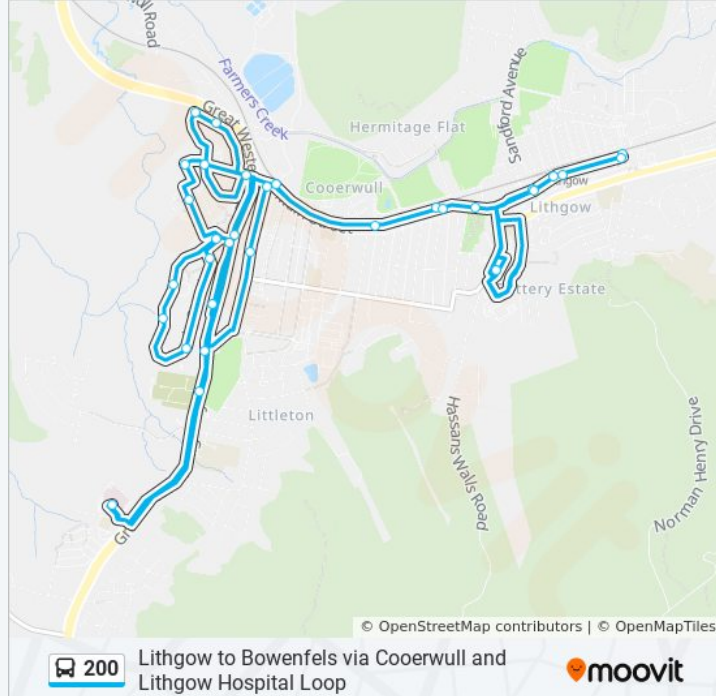 Road
Farmers Creek
Great Weste
Hermitage Flat
Sandford Avenue
Cooerwull
Lithgow
ttery Estate
Littleton
Hassans Walls Road
Norman Henry Drive
© OpenStreetMap contributors | © OpenMapTiles
200 Lithgow to Bowenfels via Cooerwull and
Lithgow Hospital Loop
moovit